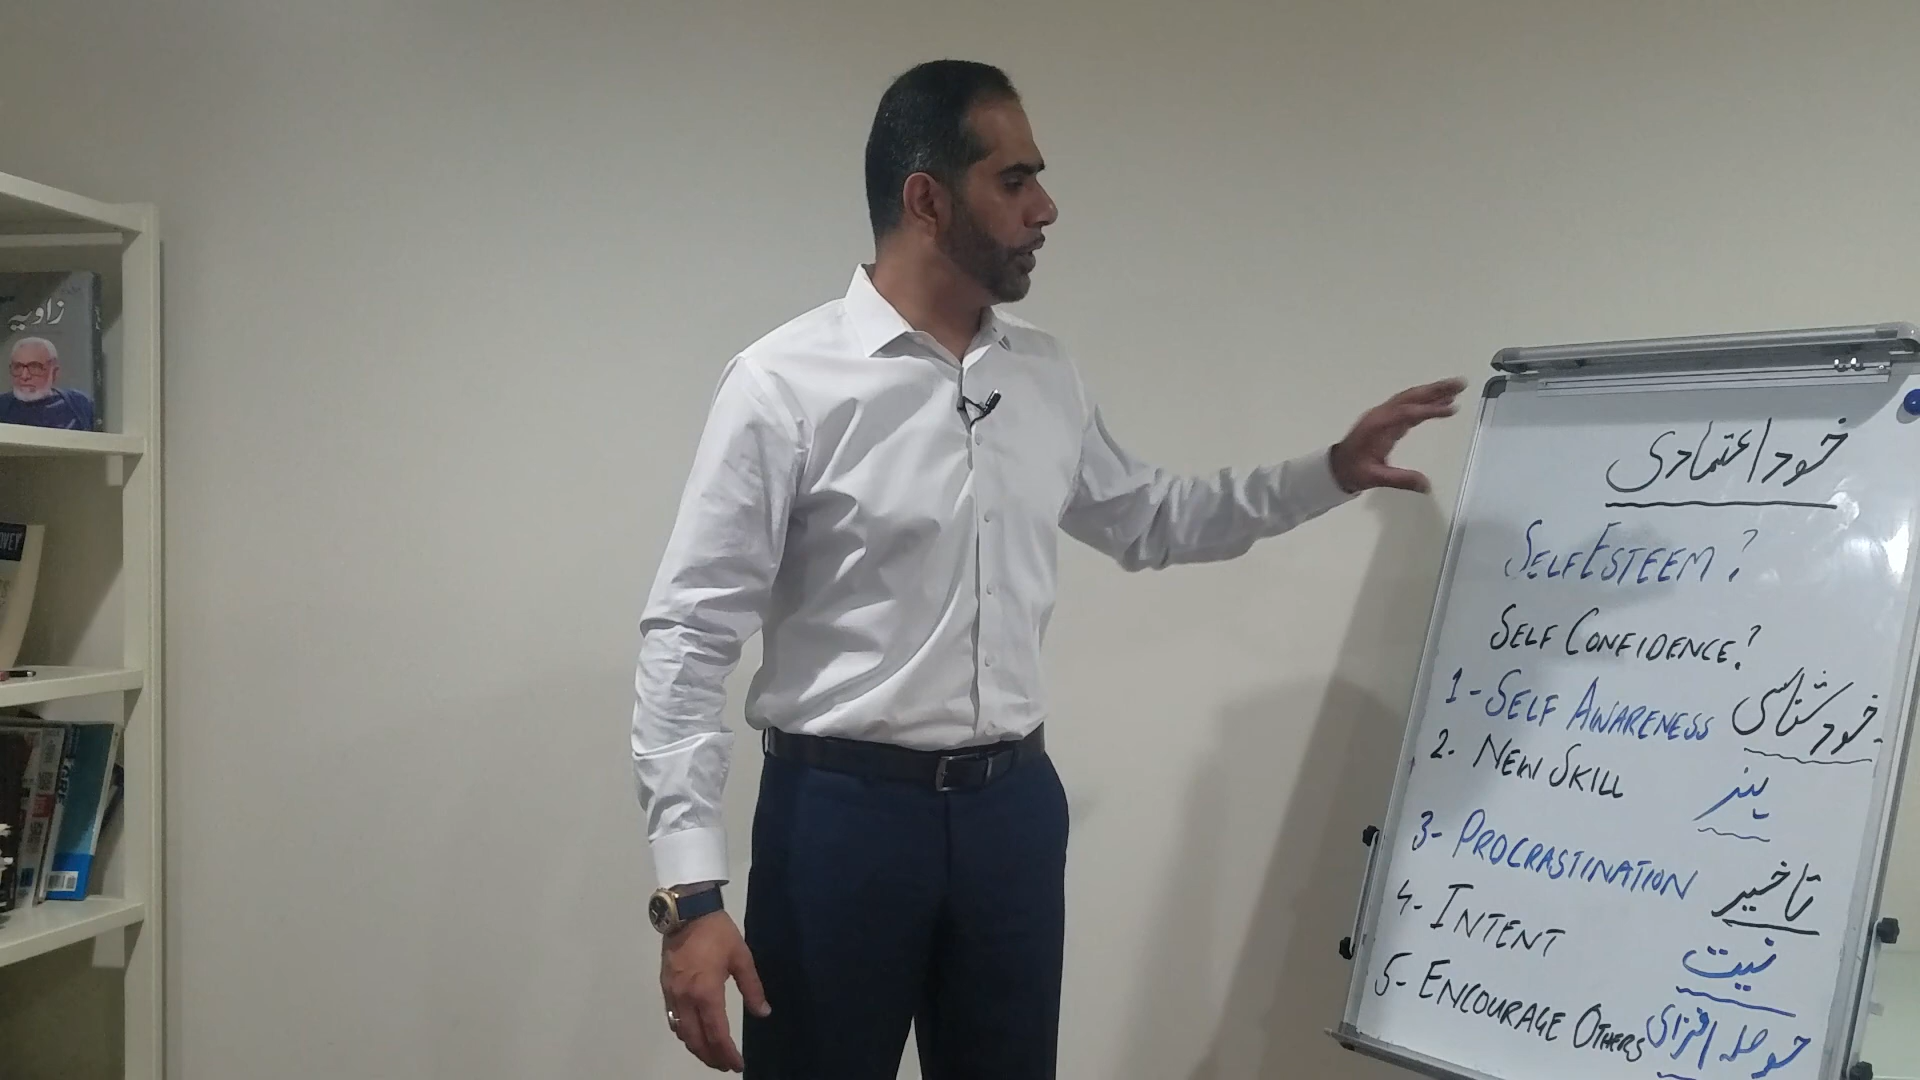 زاویہ
خود اعتمادی
SELF ESTEEM?
SELF CONFIDENCE?
1- SELF AWARENESS خود شناسی
2. NEW SKILL ہنر
3- PROCRASTINATION تاخیر
4- INTENT نیت
5- ENCOURAGE OTHERS حوصلہ افزای